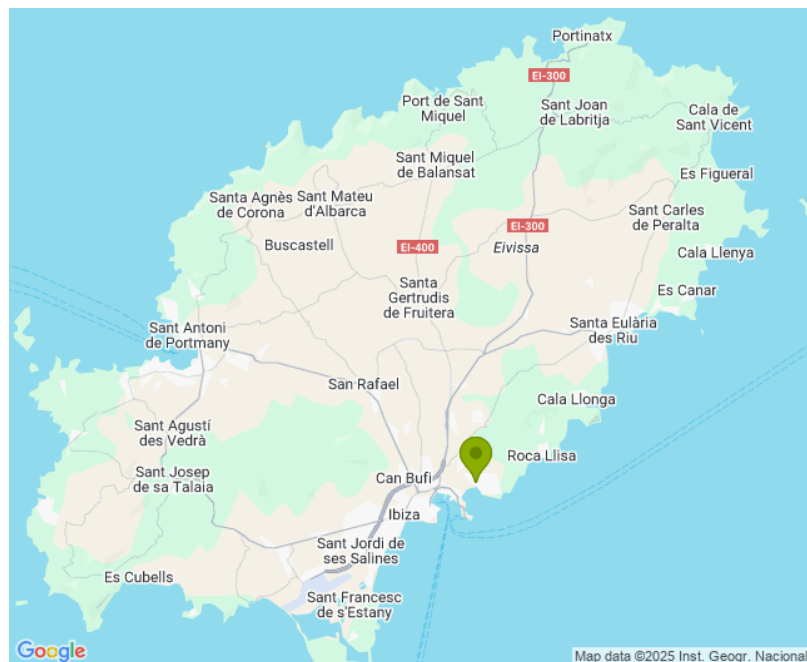 Portinatx
EI-300
Port de Sant
Miquel
Sant Joan
de Labritja
Cala de
Sant Vicent
Sant Miquel
de Balansat
Es Figueral
Santa Agnès
de Corona
Sant Mateu
d'Albarca
Sant Carles
de Peralta
EI-300
Buscastell
EI-400
Eivissa
Cala Llenya
Santa
Gertrudis
de Fruitera
Es Canar
Sant Antoni
de Portmany
Santa Eulària
des Riu
San Rafael
Cala Llonga
Sant Agustí
des Vedrà
Roca Llisa
Sant Josep
de sa Talaia
Can Bufi
Ibiza
Sant Jordi de
ses Salines
Es Cubells
Sant Francesc
de s'Estany
Google
Map data ©2025 Inst. Geogr. Nacional